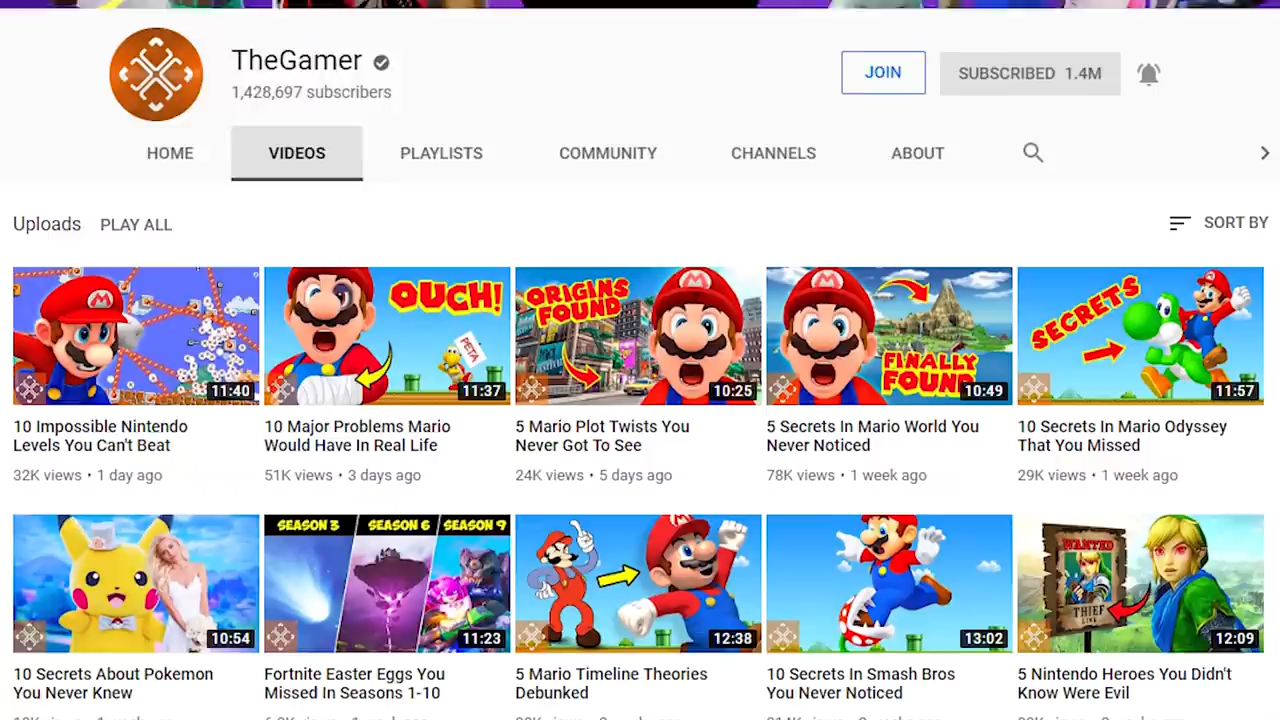 TheGamer
1,428,697 subscribers
JOIN
SUBSCRIBED 1.4M
HOME
VIDEOS
PLAYLISTS
COMMUNITY
CHANNELS
ABOUT
Uploads
PLAY ALL
SORT BY
11:40
OUCH!
PETA
11:37
ORIGINS
FOUND
10:25
FINALLY
FOUND
10:49
SECRETS
11:57
10 Impossible Nintendo
Levels You Can't Beat
32K views • 1 day ago
10 Major Problems Mario
Would Have In Real Life
51K views • 3 days ago
5 Mario Plot Twists You
Never Got To See
24K views • 5 days ago
5 Secrets In Mario World You
Never Noticed
78K views • 1 week ago
10 Secrets In Mario Odyssey
That You Missed
29K views • 1 week ago
10:54
SEASON 3
SEASON 6
SEASON 9
11:23
12:38
13:02
WANTED
THIEF
LINK
12:09
10 Secrets About Pokemon
You Never Knew
Fortnite Easter Eggs You
Missed In Seasons 1-10
5 Mario Timeline Theories
Debunked
10 Secrets In Smash Bros
You Never Noticed
5 Nintendo Heroes You Didn't
Know Were Evil